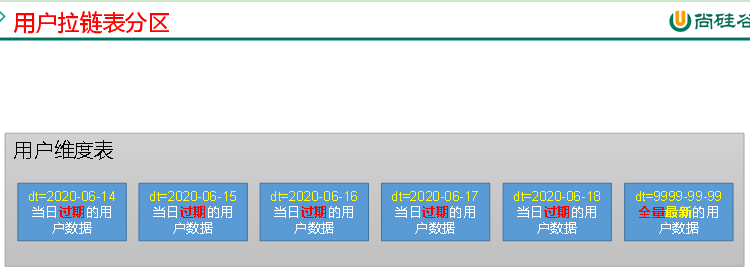 用户拉链表分区
尚硅谷
用户维度表
dt=2020-06-14
当日过期的用
户数据
dt=2020-06-15
当日过期的用
户数据
dt=2020-06-16
当日过期的用
户数据
dt=2020-06-17
当日过期的用
户数据
dt=2020-06-18
当日过期的用
户数据
dt=9999-99-99
全量最新的用
户数据